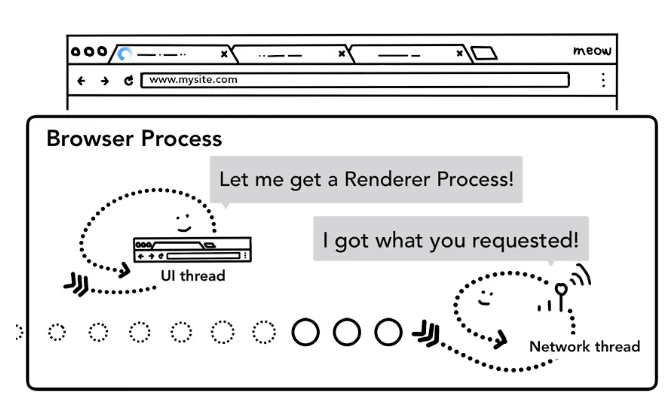 meow
www.mysite.com
Browser Process
Let me get a Renderer Process!
I got what you requested!
UI thread
Network thread